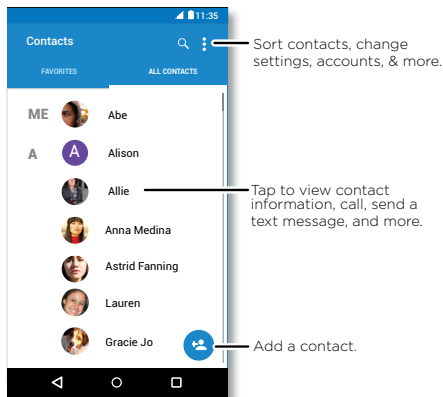 11:35
Contacts
FAVORITES
ALL CONTACTS
ME
Abe
A
A
Alison
Allie
Anna Medina
Astrid Fanning
Lauren
Gracie Jo
Sort contacts, change
settings, accounts, & more.
Tap to view contact
information, call, send a
text message, and more.
Add a contact.